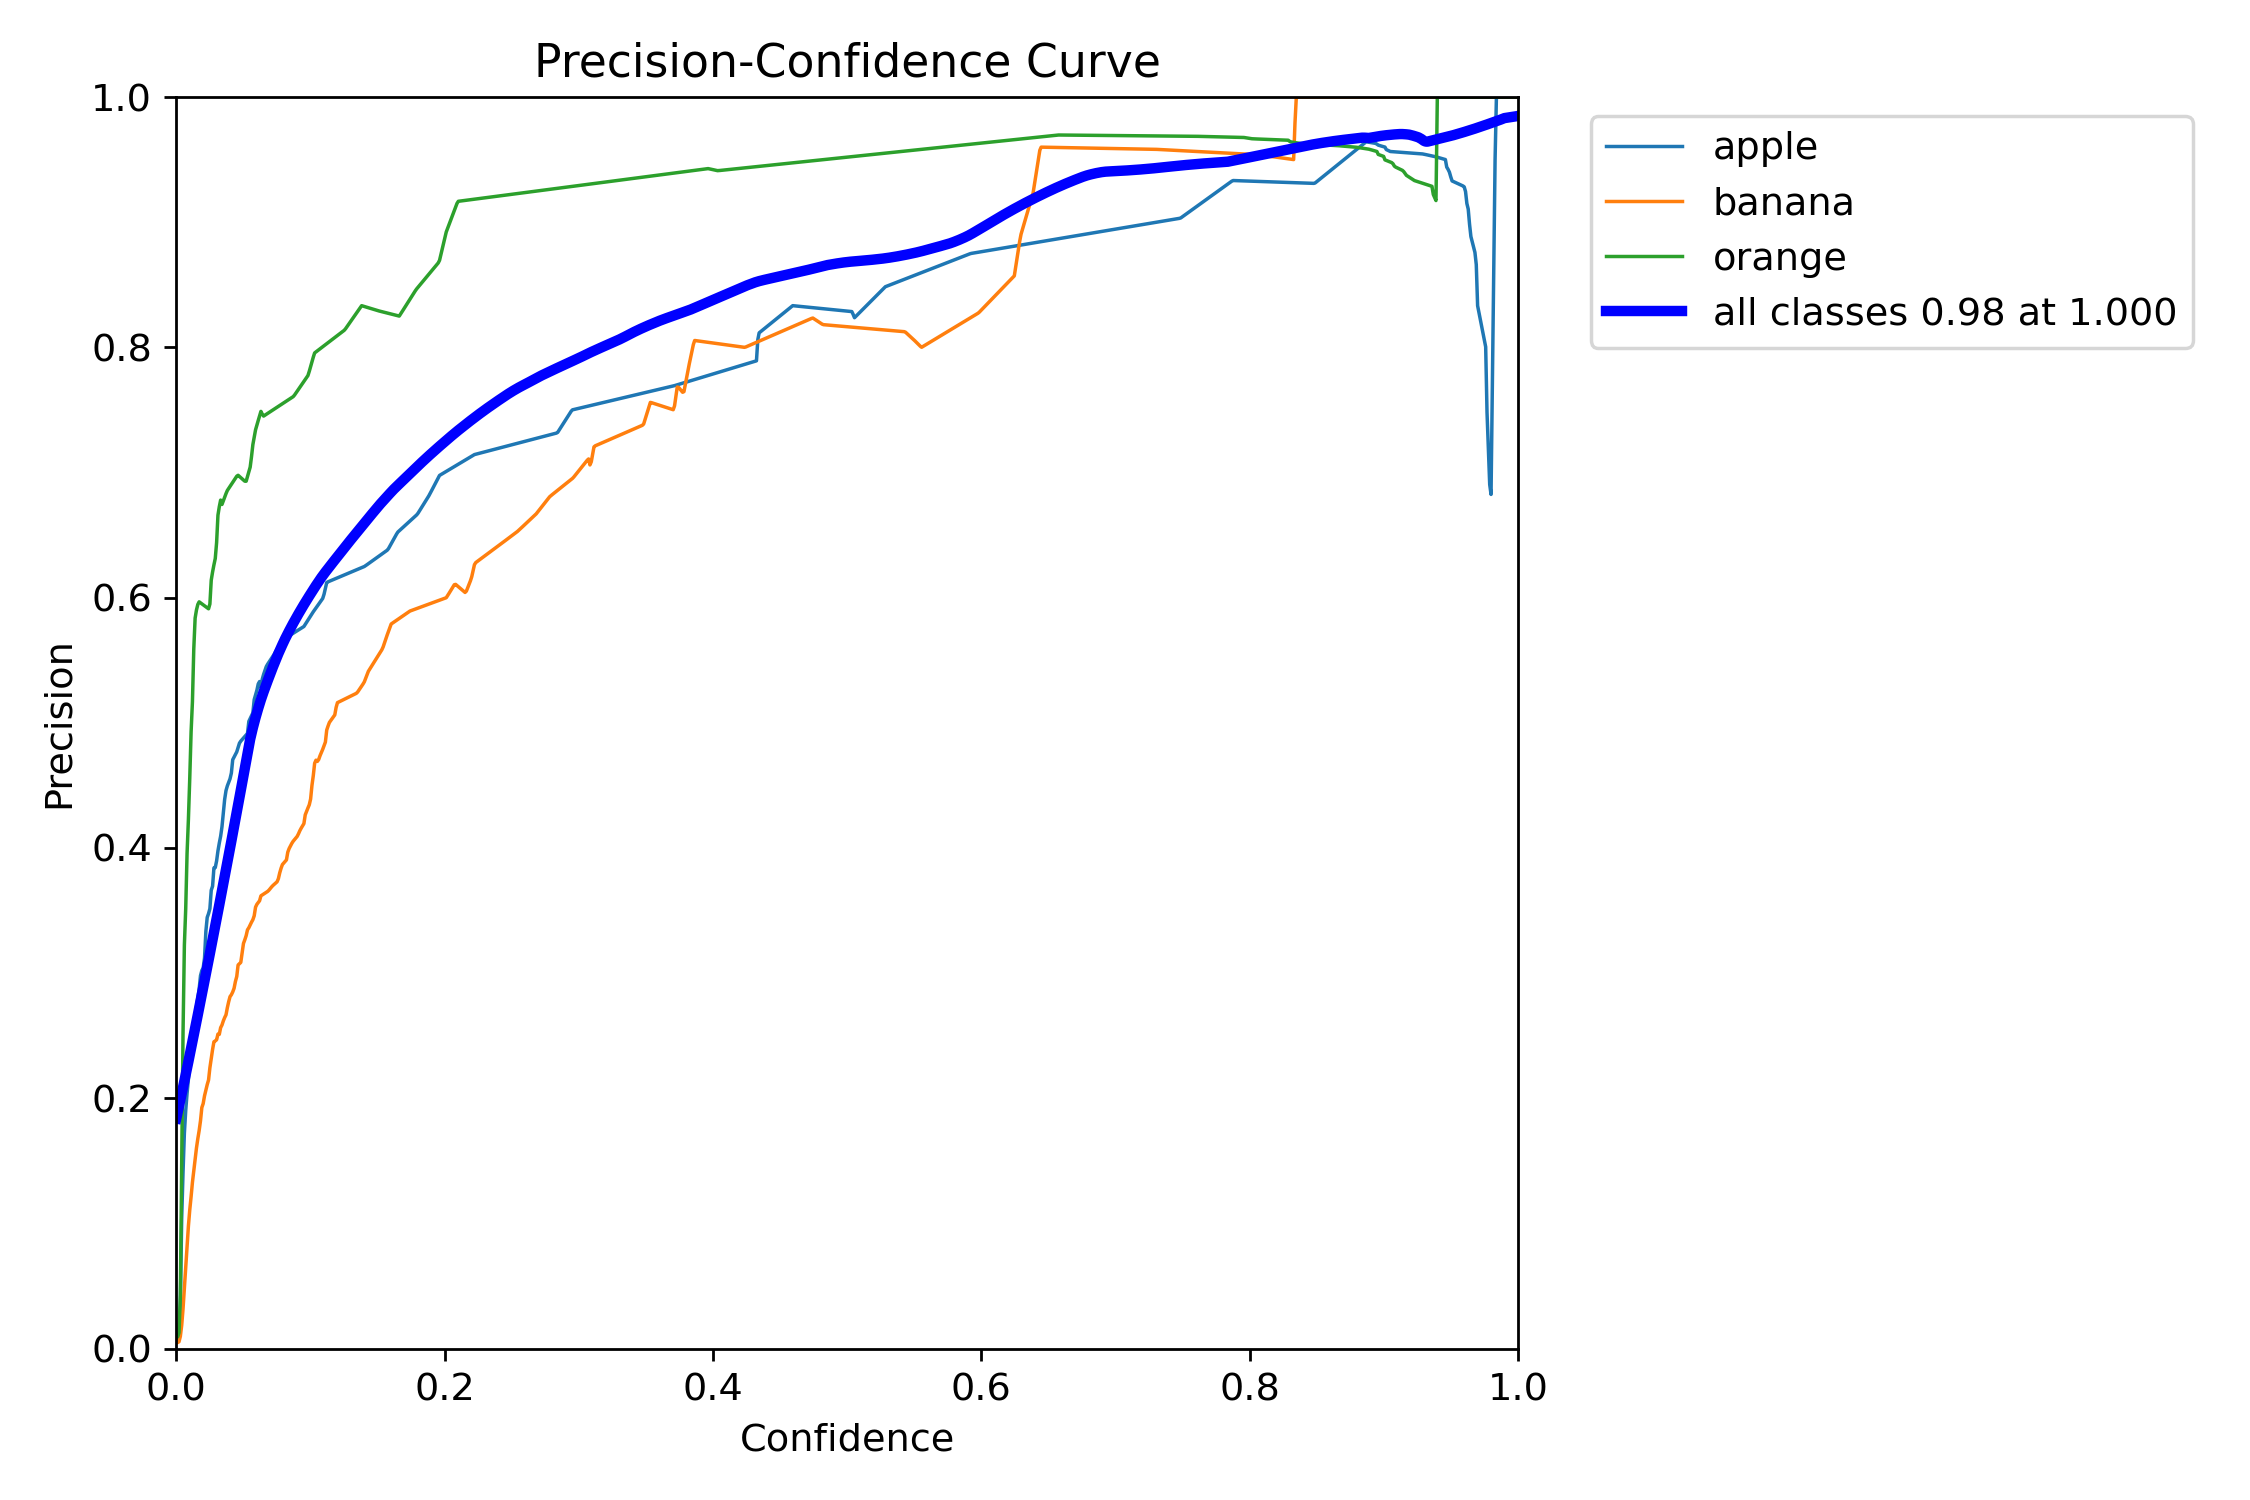 Precision-Confidence Curve
1.0
0.8
0.6
0.4
0.2
0.0
Precision
0.0 0.2 0.4 0.6 0.8 1.0
Confidence
apple
banana
orange
all classes 0.98 at 1.000